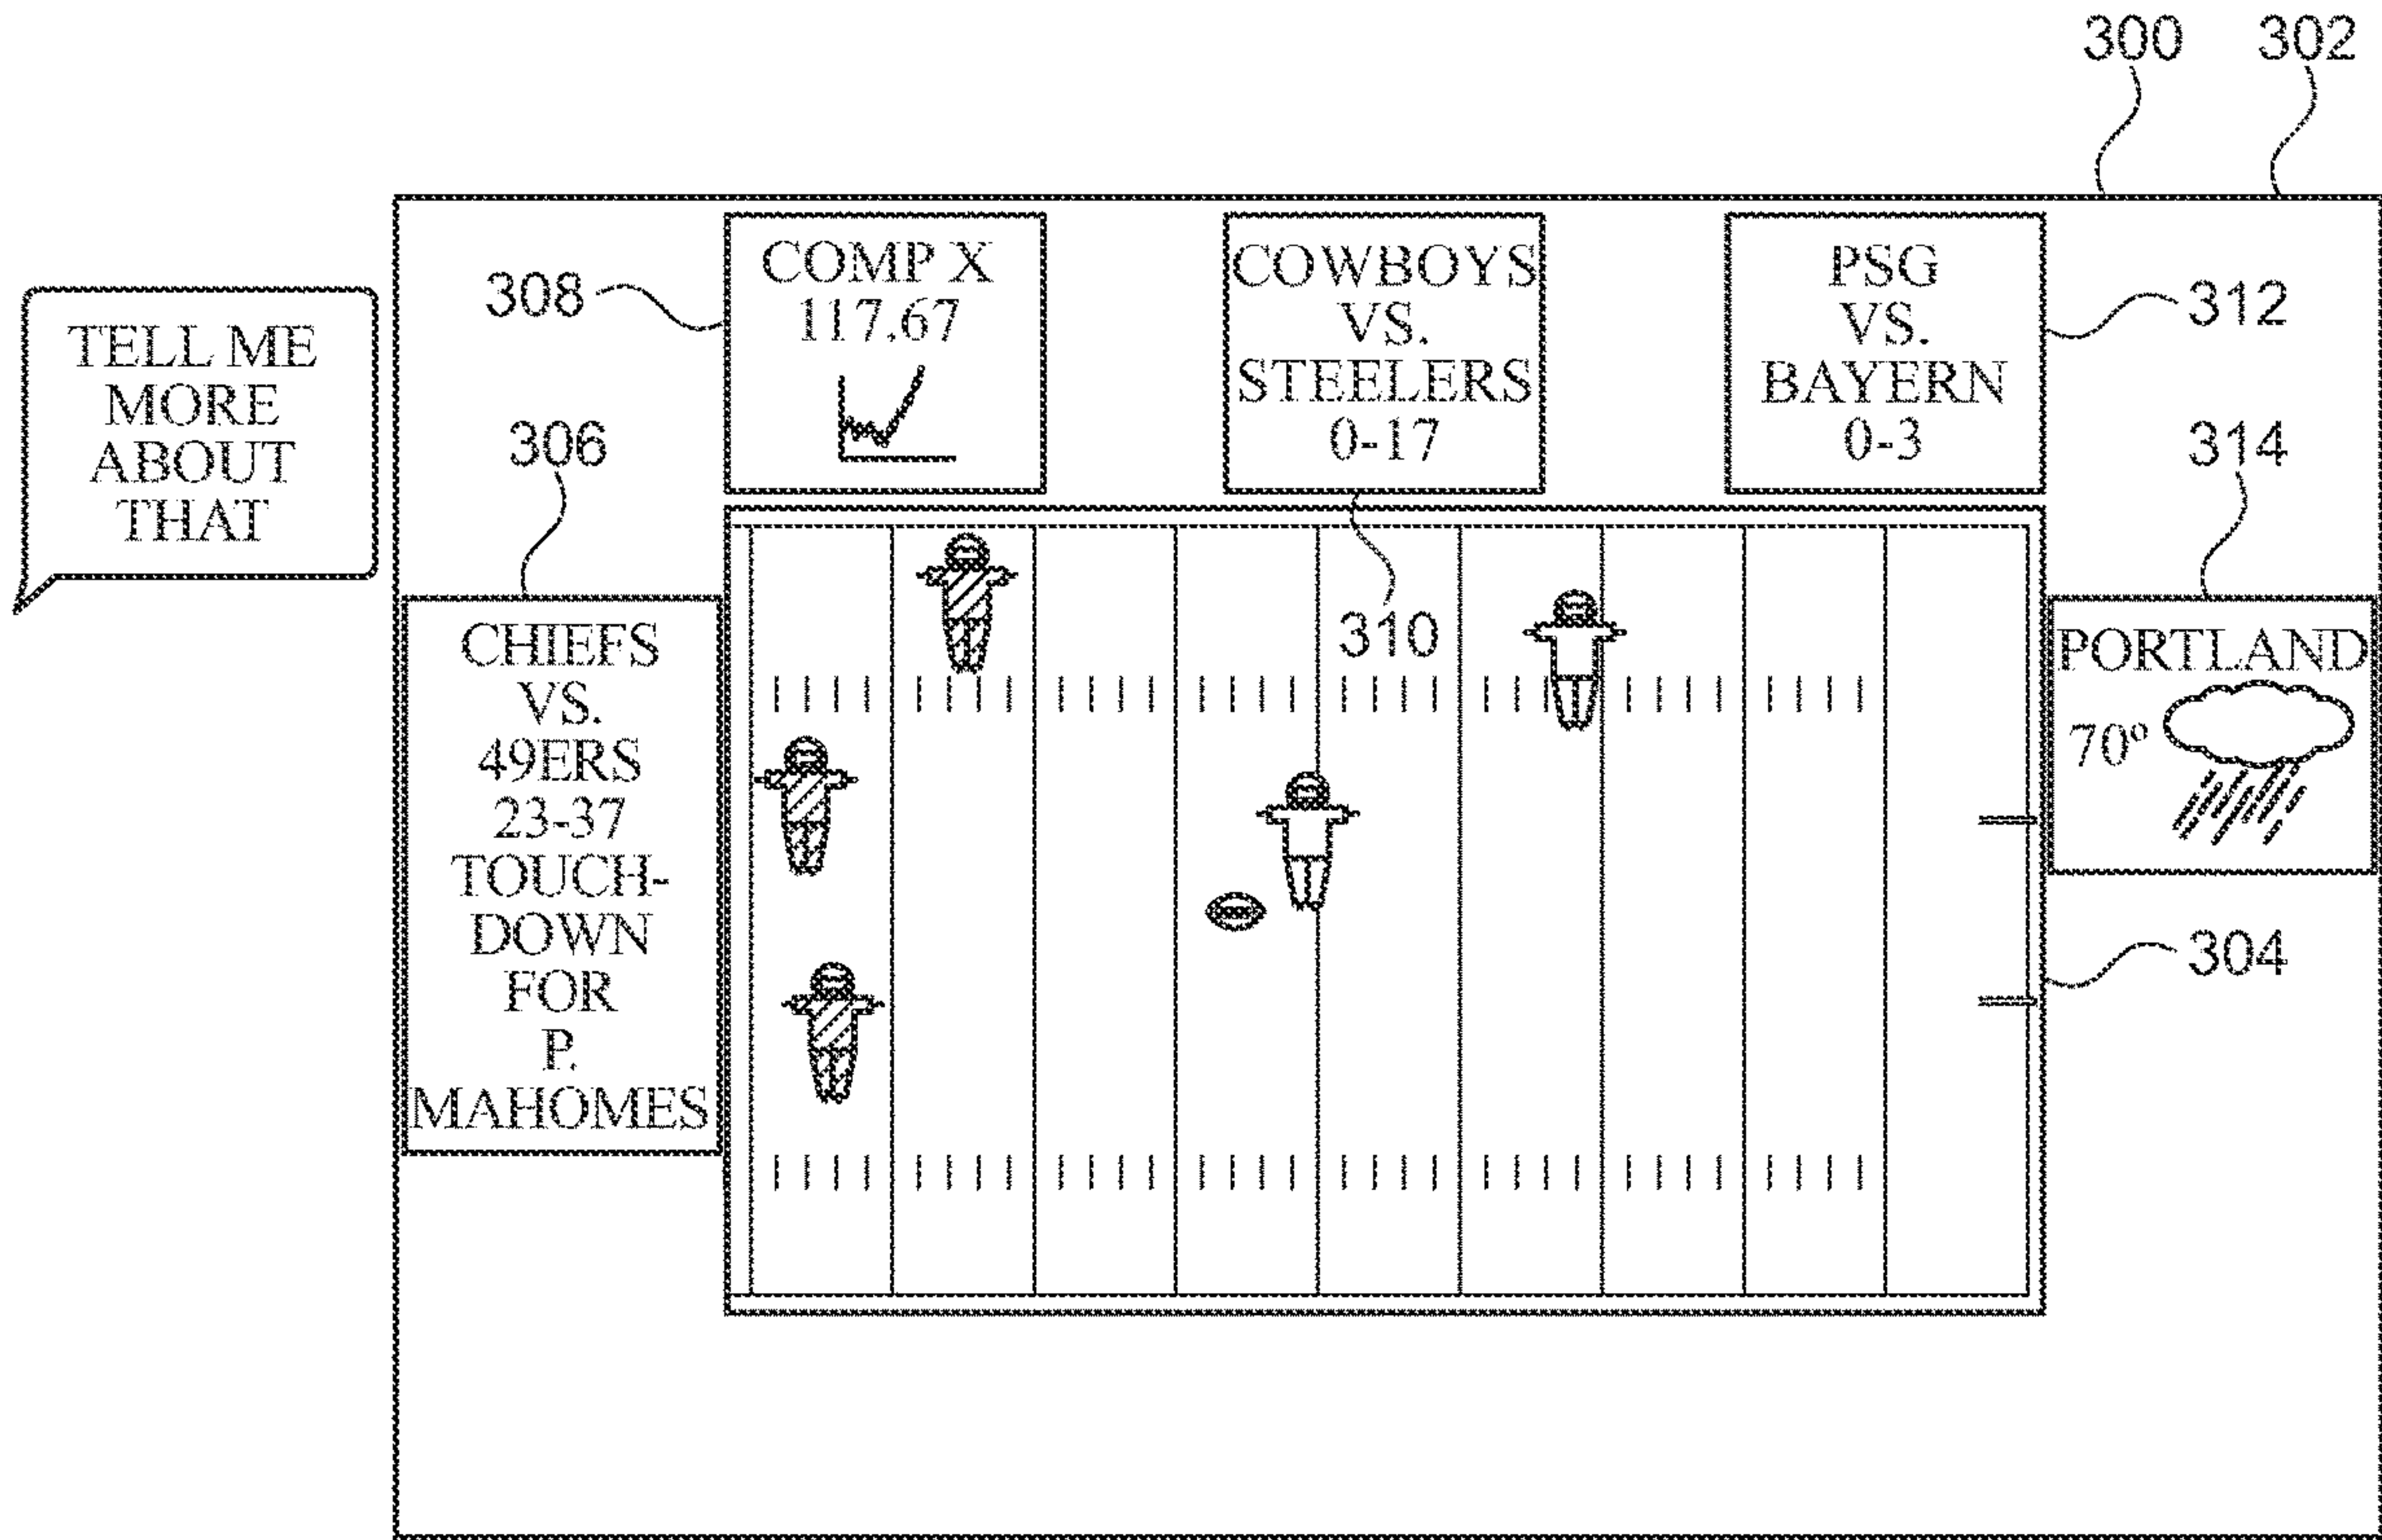 300
302
TELL ME
MORE
ABOUT
THAT
308
COMP X
117.67
COWBOYS
VS.
STEELERS
0-17
PSG
VS.
BAYERN
0-3
312
306
314
310
CHIEFS
VS.
49ERS
23-37
TOUCH-
DOWN
FOR
P.
MAHOMES
PORTLAND
70º
304